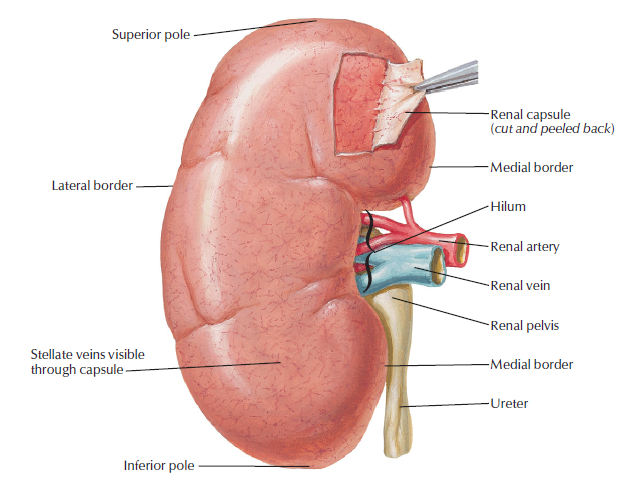 Superior pole
Renal capsule
(cut and peeled back)
Medial border
Lateral border
Hilum
Renal artery
Renal vein
Renal pelvis
Stellate veins visible
through capsule
Medial border
Ureter
Inferior pole